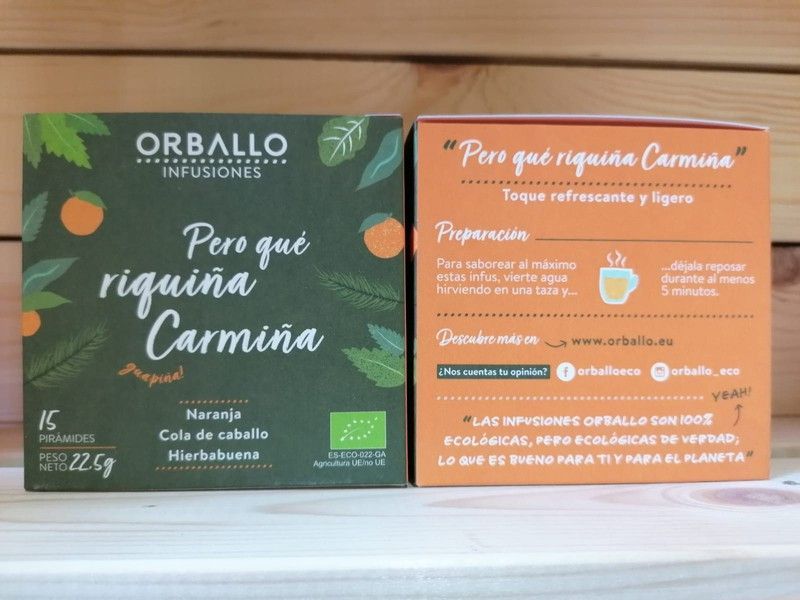 ORBALLO
INFUSIONES
Pero qué
riquiña
Carmiña
guapiña!
Naranja
Cola de caballo
Hierbabuena
15
PIRÁMIDES
PESO
NETO 22.5g
ES-ECO-022-GA
Agricultura UE/no UE
"Pero qué riquiña Carmiña"
Toque refrescante y ligero
Preparación
Para saborear al máximo
estas infus, vierte agua
hirviendo en una taza y...
...déjala reposar
durante al menos
5 minutos.
Descubre más en www.orballo.eu
¿Nos cuentas tu opinión? f orballoeco orballo_eco
YEAH!
"LAS INFUSIONES ORBALLO SON 100%
ECOLÓGICAS, PERO ECOLÓGICAS DE VERDAD;
LO QUE ES BUENO PARA TI Y PARA EL PLANETA"